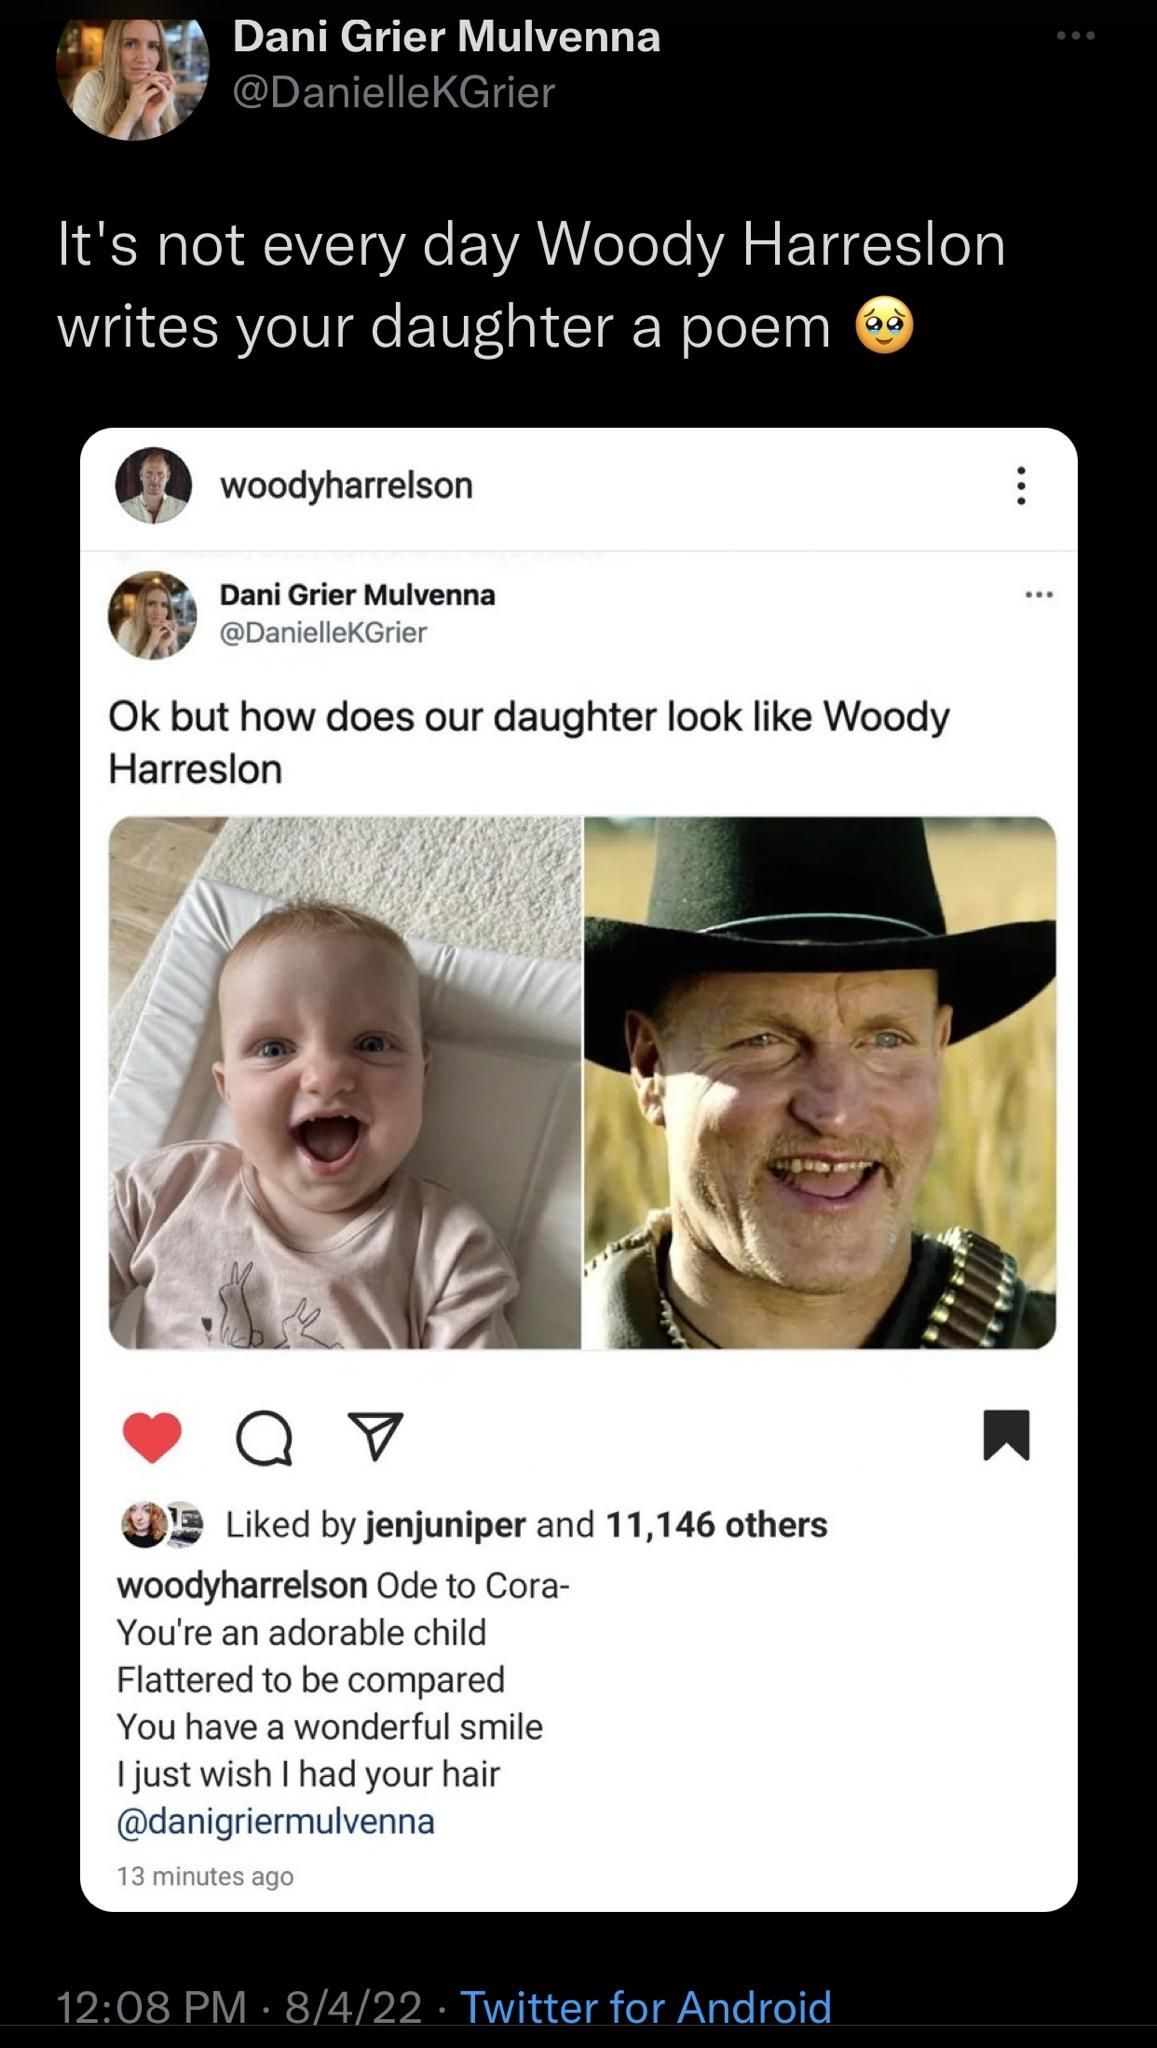 Dani Grier Mulvenna
@DanielleKGrier
It's not every day Woody Harreslon
writes your daughter a poem 🥹
woodyharrelson
Dani Grier Mulvenna
@DanielleKGrier
Ok but how does our daughter look like Woody
Harreslon
Liked by jenjuniper and 11,146 others
woodyharrelson Ode to Cora-
You're an adorable child
Flattered to be compared
You have a wonderful smile
I just wish I had your hair
@danigriermulvenna
13 minutes ago
12:08 PM · 8/4/22 · Twitter for Android